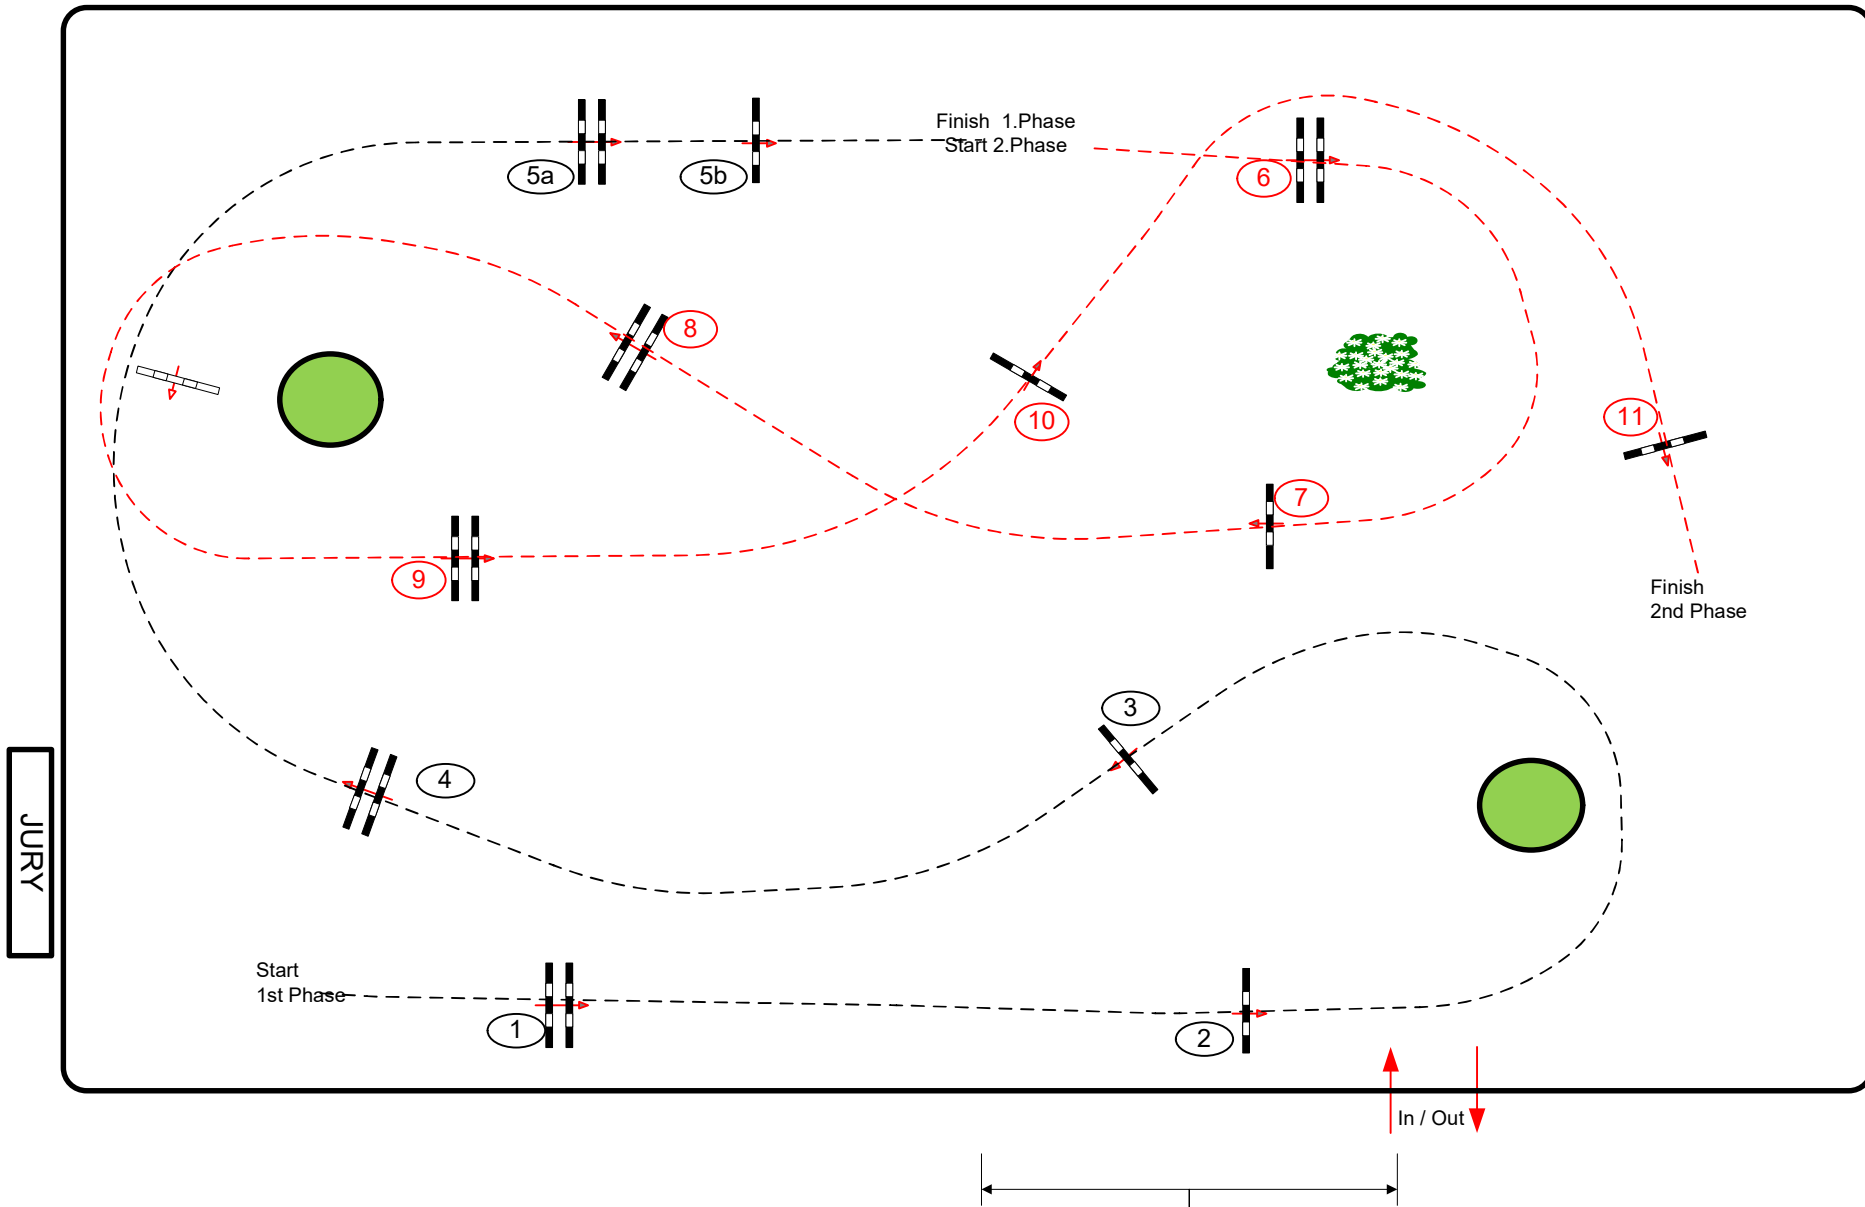 Finish 1.Phase
Start 2.Phase
5a
5b
6
8
10
11
7
9
Finish
2nd Phase
3
4
JURY
Start
1st Phase
1
2
In / Out